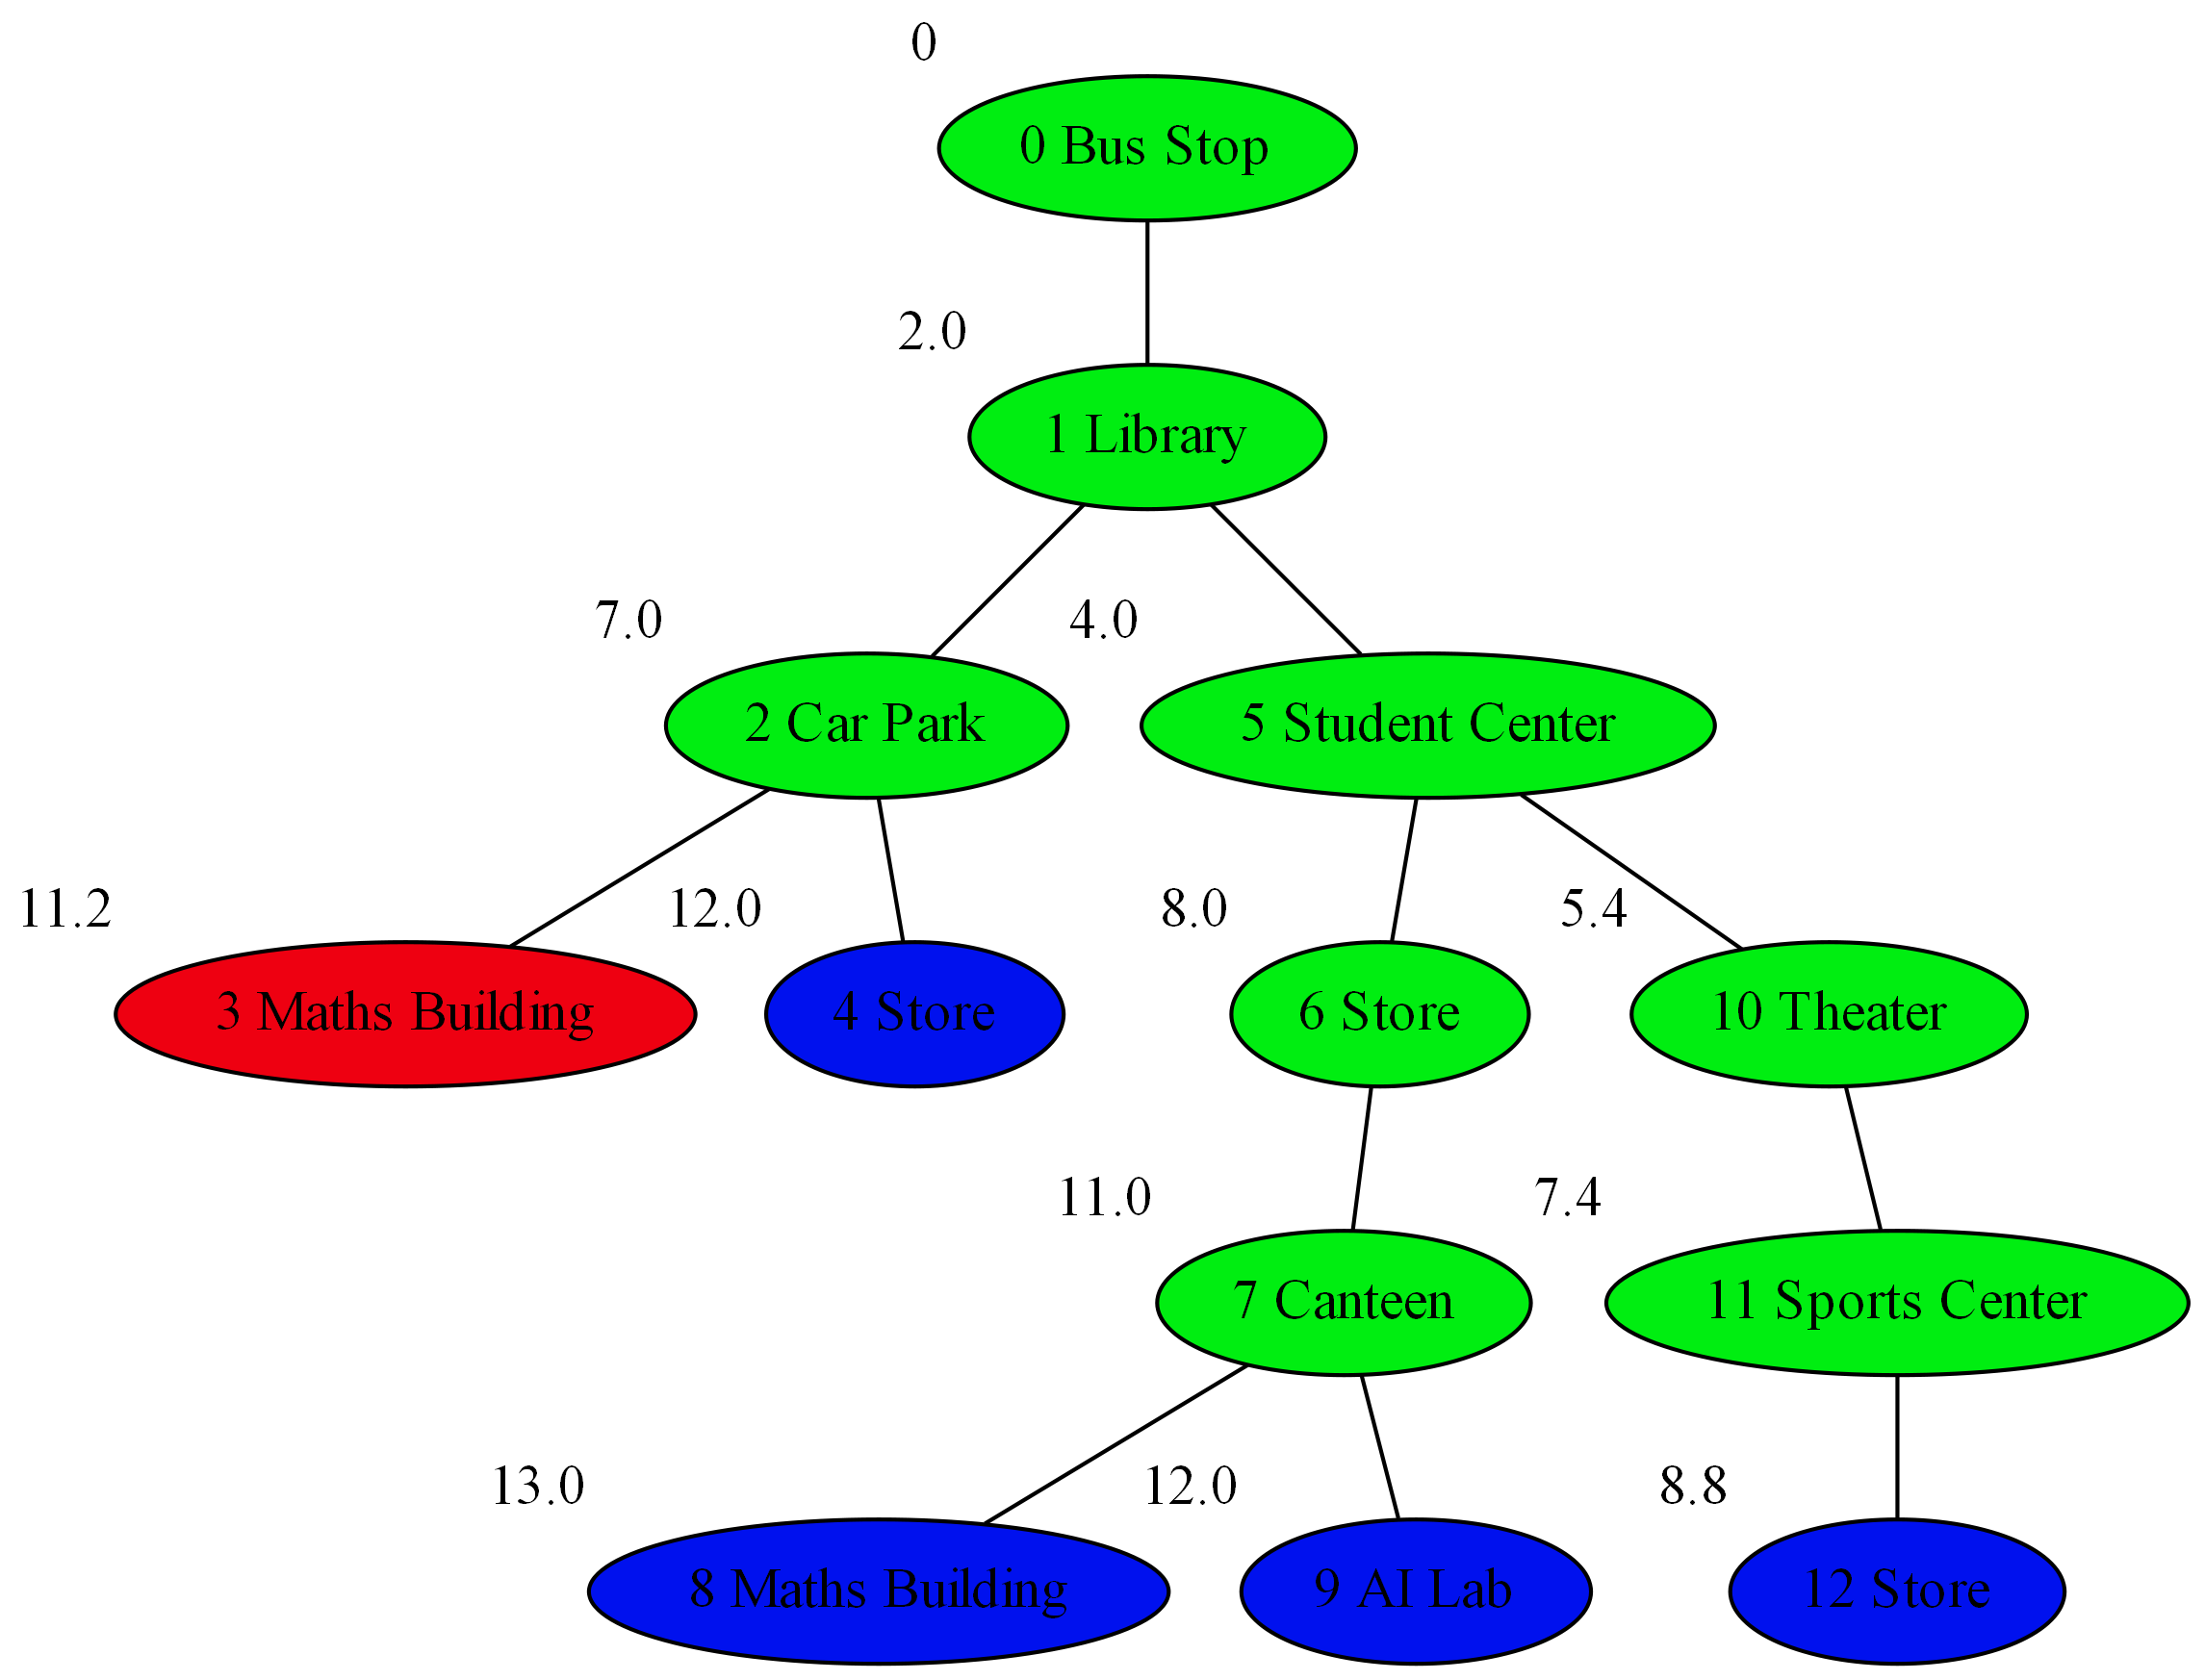 0
0 Bus Stop
2.0
1 Library
7.0
4.0
2 Car Park
5 Student Center
11.2
12.0
8.0
5.4
3 Maths Building
4 Store
6 Store
10 Theater
11.0
7.4
7 Canteen
11 Sports Center
13.0
12.0
8.8
8 Maths Building
9 AI Lab
12 Store